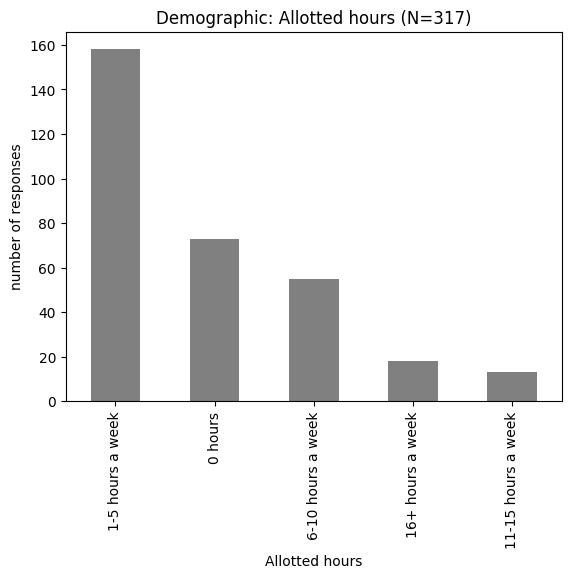 Demographic: Allotted hours (N=317)
number of responses
160
140
120
100
80
60
40
20
0
1-5 hours a week
0 hours
6-10 hours a week
16+ hours a week
11-15 hours a week
Allotted hours